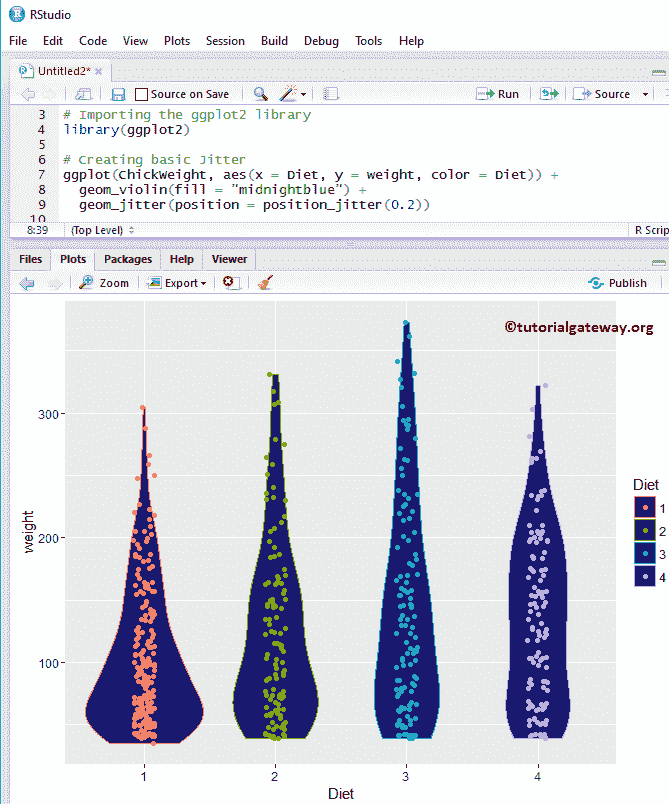 RStudio
File Edit Code View Plots Session Build Debug Tools Help
Untitled2*
Source on Save Run Source
3 # Importing the ggplot2 library
4 library(ggplot2)
5
6 # Creating basic Jitter
7 ggplot(ChickWeight, aes(x = Diet, y = weight, color = Diet)) +
8 geom_violin(fill = "midnightblue") +
9 geom_jitter(position = position_jitter(0.2))
10
8:39 (Top Level) R Scrip
Files Plots Packages Help Viewer
Zoom Export Publish
©tutorialgateway.org
300
200
100
weight
1 2 3 4
Diet
Diet
1
2
3
4